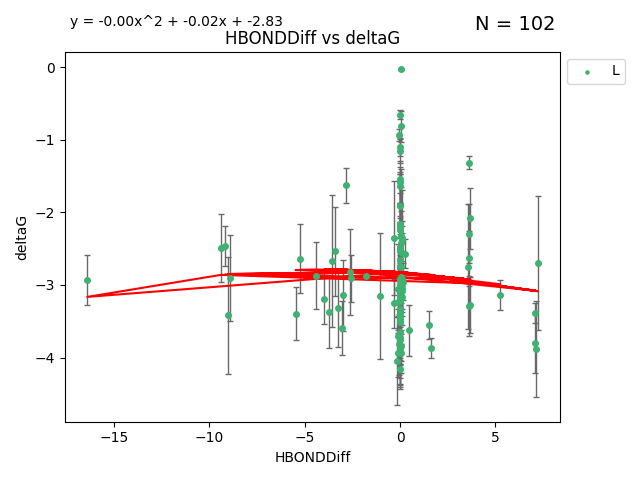 y = -0.00x^2 + -0.02x + -2.83
N = 102
HBONDDiff vs deltaG
L
0
−1
−2
−3
−4
deltaG
−15
−10
−5
0
5
HBONDDiff